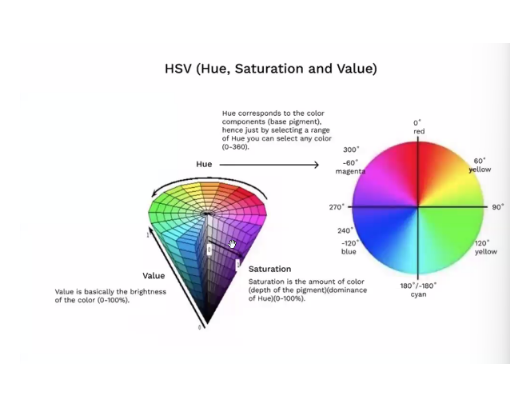 HSV (Hue, Saturation and Value)
Hue corresponds to the color
components (base pigment),
hence just by selecting a range
of Hue you can select any color
(0-360).
Hue
0°
red
300°
-60°
magenta
60°
yellow
270°
90°
240°
-120°
blue
120°
yellow
180°/-180°
cyan
Value
Value is basically the brightness
of the color (0-100%).
Saturation
Saturation is the amount of color
(depth of the pigment)(dominance
of Hue)(0-100%).